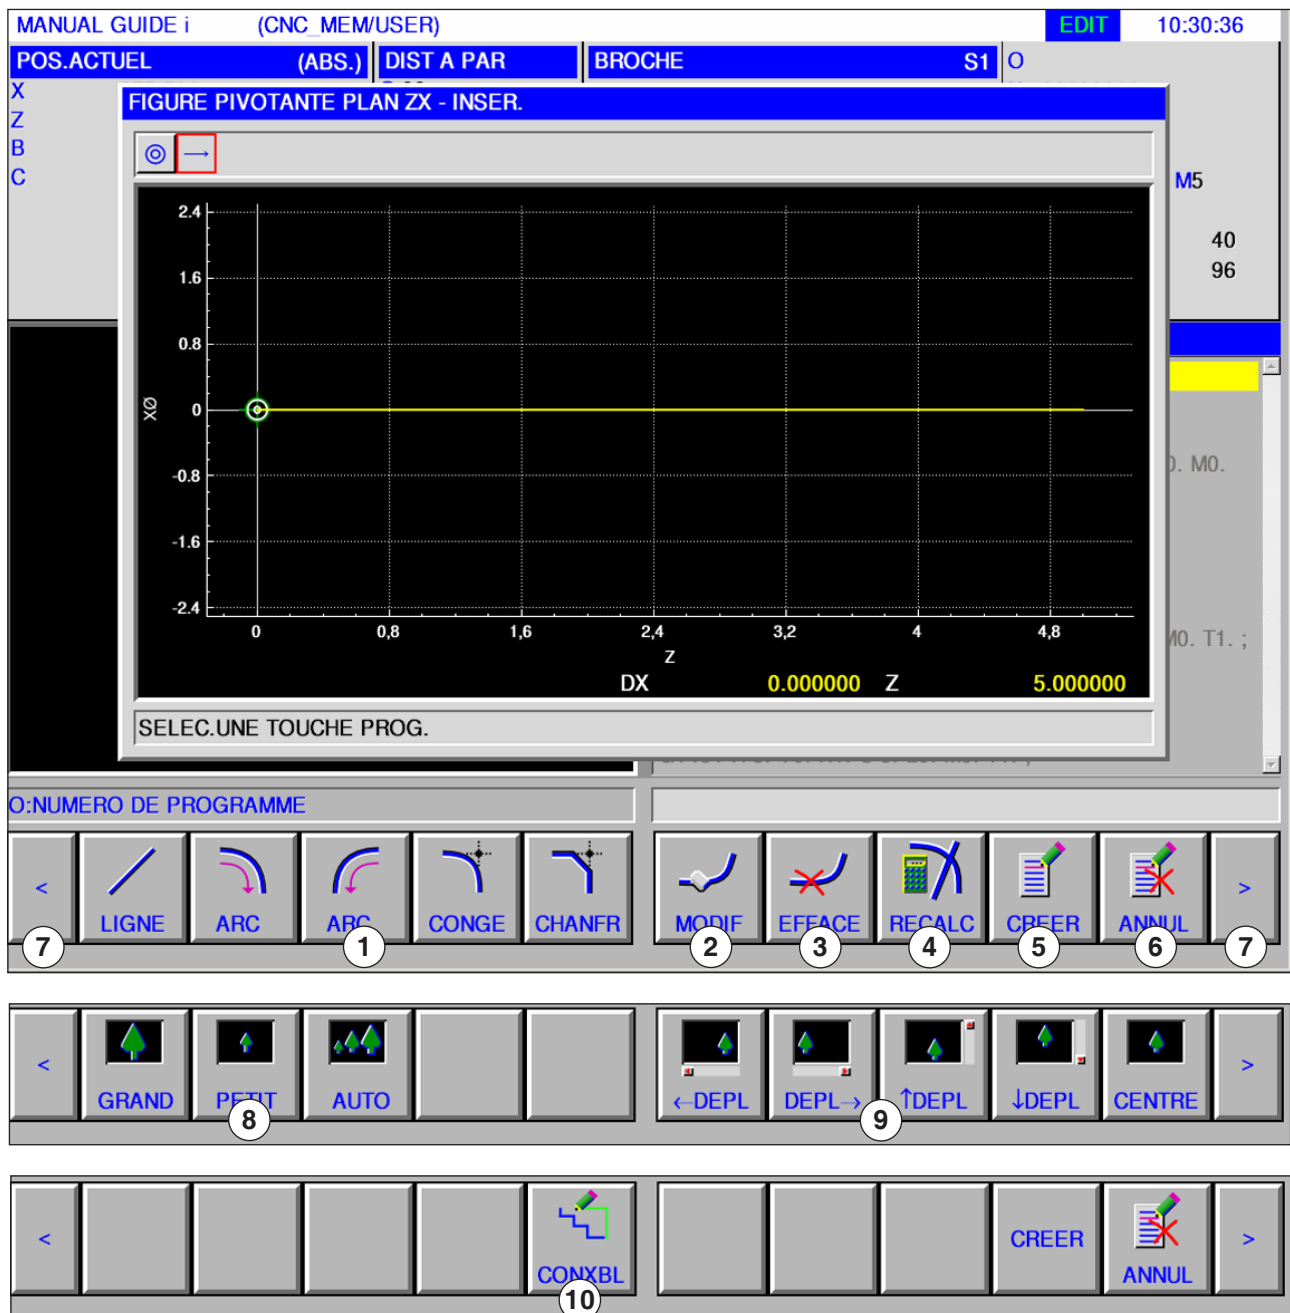 MANUAL GUIDE i (CNC_MEM/USER) EDIT 10:30:36
POS.ACTUEL (ABS.) DIST A PAR BROCHE S1 O
X
Z
B
C
FIGURE PIVOTANTE PLAN ZX - INSER.
M5
40
96
2.4
1.6
0.8
0
-0.8
-1.6
-2.4
XØ
0 0,8 1,6 2,4 3,2 4 4,8
Z
DX 0.000000 Z 5.000000
0. M0.
M0. T1. ;
SELEC.UNE TOUCHE PROG.
O:NUMERO DE PROGRAMME
< LIGNE ARC ARC CONGE CHANFR MODIF EFFACE RECALC CREER ANNUL >
7 1 2 3 4 5 6 7
< GRAND PETIT AUTO ←DEPL DEPL→ ↑DEPL ↓DEPL CENTRE >
8 9
< CONXBL CREER ANNUL >
10